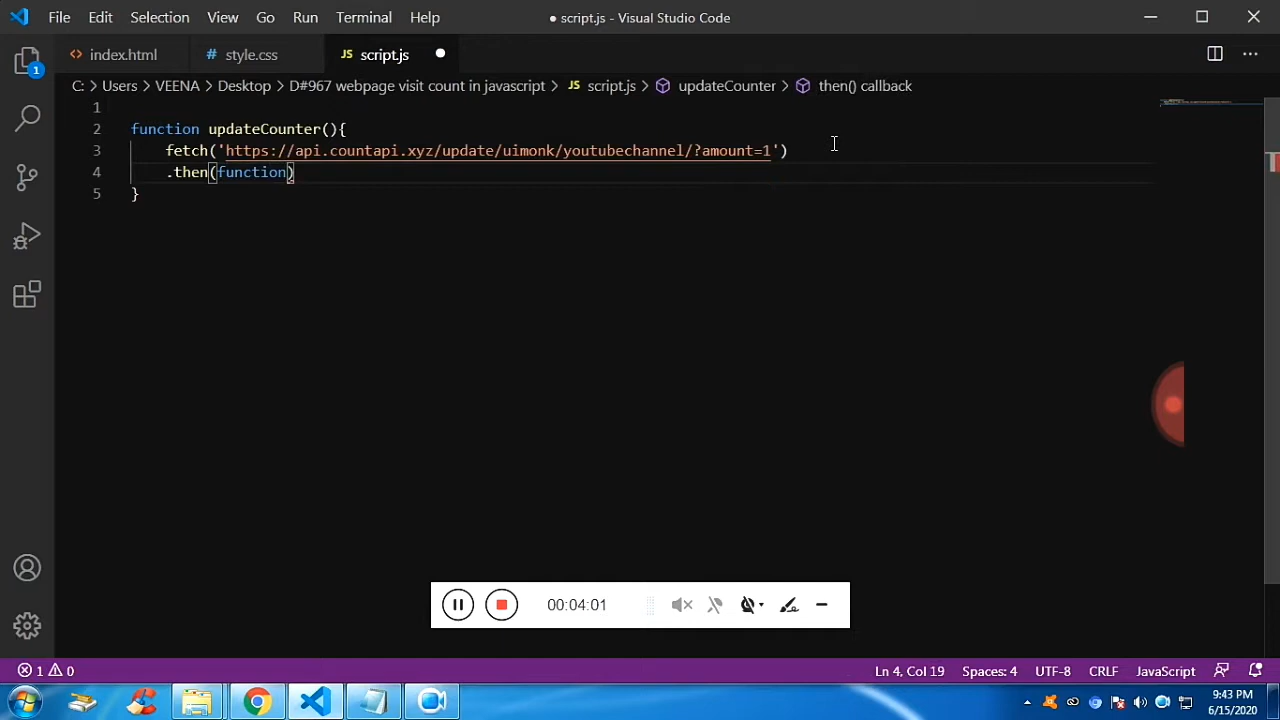 File Edit Selection View Go Run Terminal Help
● script.js - Visual Studio Code
<> index.html
# style.css
JS script.js ●
C: > Users > VEENA > Desktop > D#967 webpage visit count in javascript > JS script.js > updateCounter > then() callback
1
2 function updateCounter(){
3 fetch('https://api.countapi.xyz/update/uimonk/youtubechannel/?amount=1')
4 .then(function)
5 }
1
00:04:01
1 0
Ln 4, Col 19 Spaces: 4 UTF-8 CRLF JavaScript
9:43 PM
6/15/2020